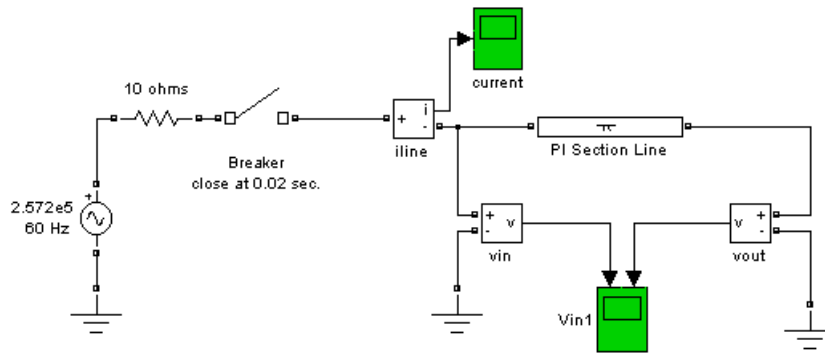 current
10 ohms
i
+
-
iline
Breaker
close at 0.02 sec.
PI Section Line
2.572e5
60 Hz
+
+
-
v
vin
v
+
-
vout
Vin1